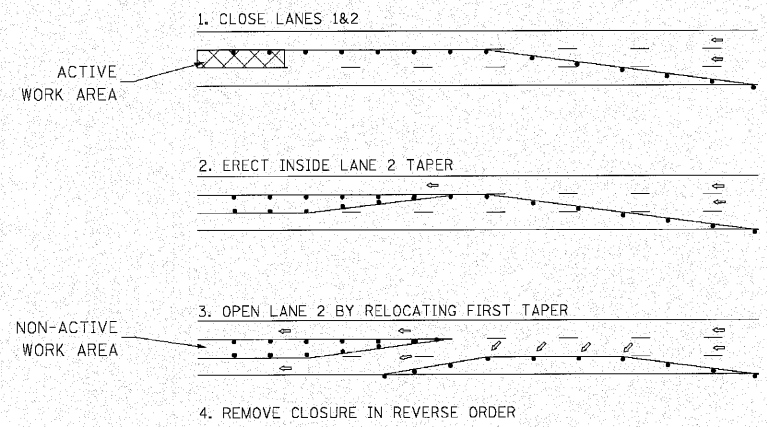 1. CLOSE LANES 1&2
ACTIVE
WORK AREA
2. ERECT INSIDE LANE 2 TAPER
3. OPEN LANE 2 BY RELOCATING FIRST TAPER
NON-ACTIVE
WORK AREA
4. REMOVE CLOSURE IN REVERSE ORDER